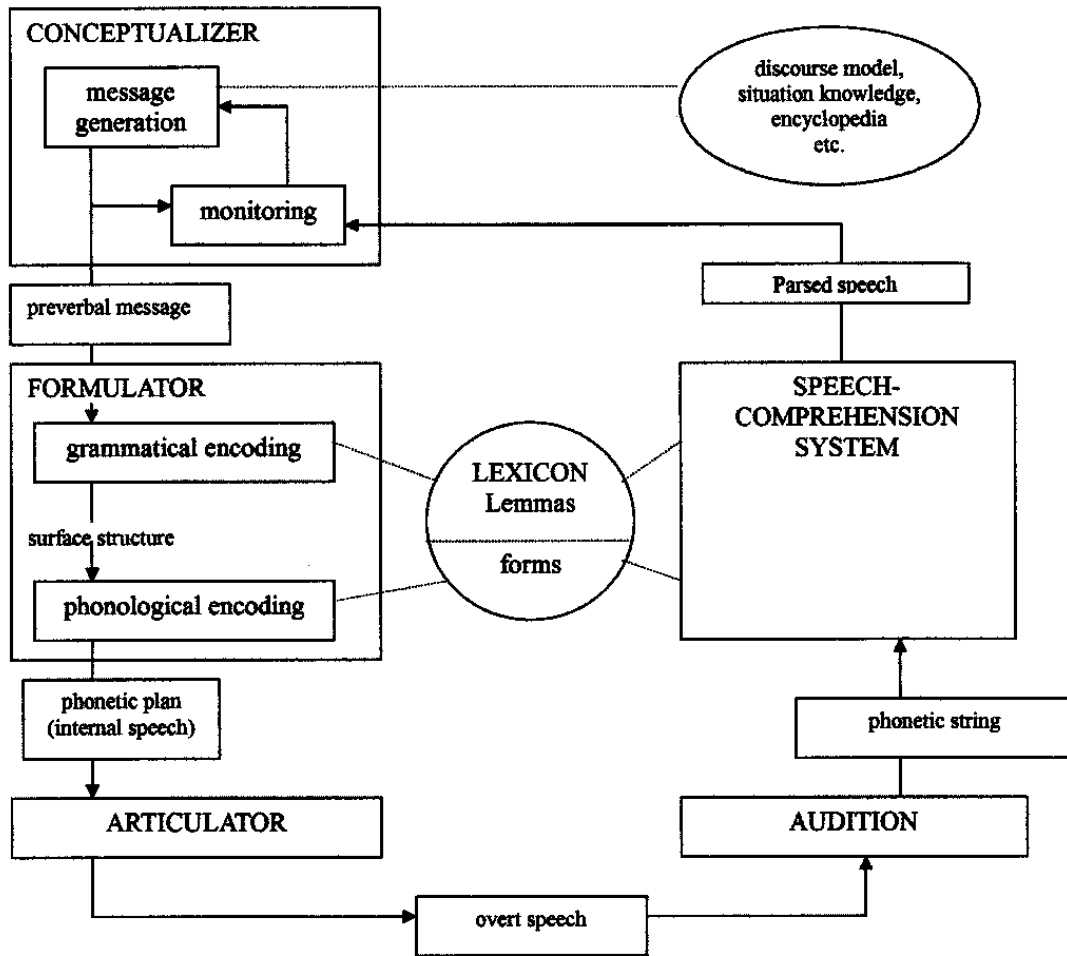 CONCEPTUALIZER
message
generation
monitoring
discourse model,
situation knowledge,
encyclopedia
etc.
preverbal message
Parsed speech
FORMULATOR
grammatical encoding
surface structure
phonological encoding
LEXICON
Lemmas
forms
SPEECH-
COMPREHENSION
SYSTEM
phonetic plan
(internal speech)
phonetic string
ARTICULATOR
AUDITION
overt speech